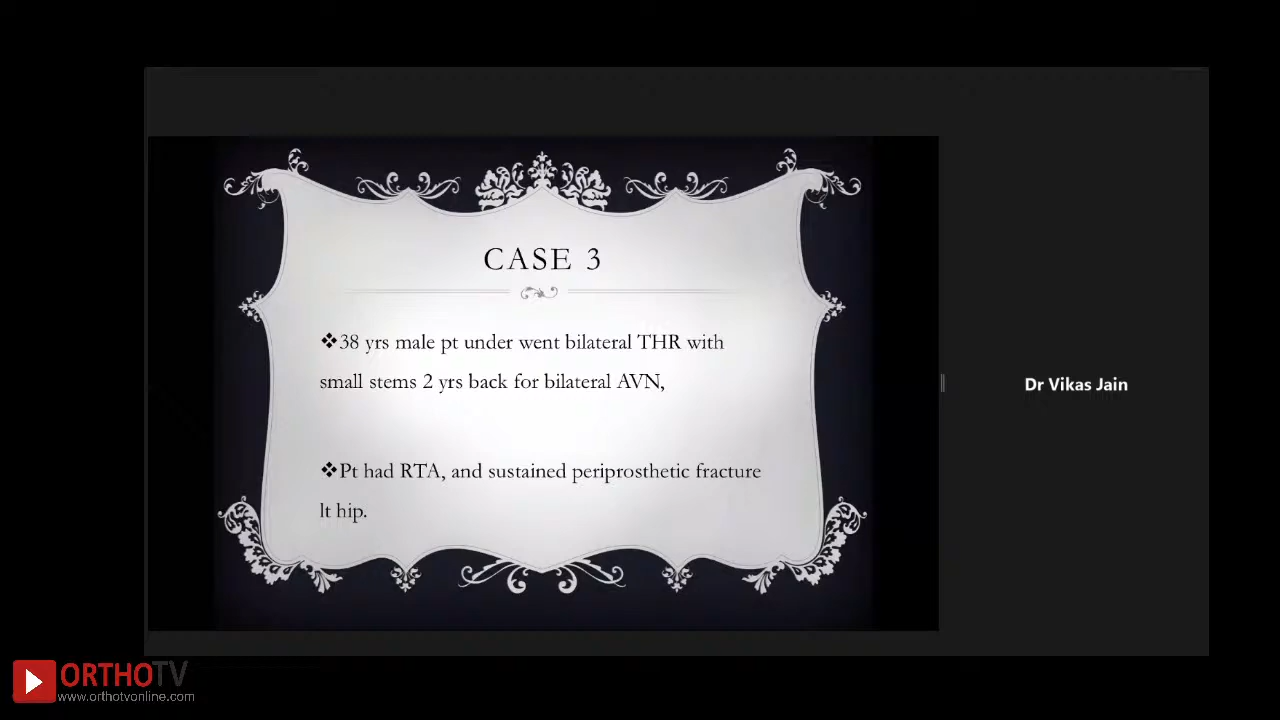 CASE 3
❖38 yrs male pt under went bilateral THR with
small stems 2 yrs back for bilateral AVN,
❖Pt had RTA, and sustained periprosthetic fracture
lt hip.
Dr Vikas Jain
ORTHOTV
www.orthotvonline.com